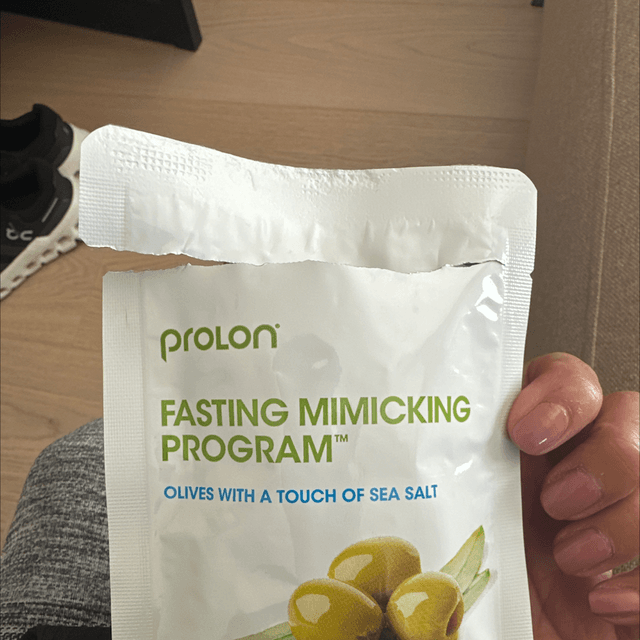 PROLON®
FASTING MIMICKING
PROGRAM™
OLIVES WITH A TOUCH OF SEA SALT